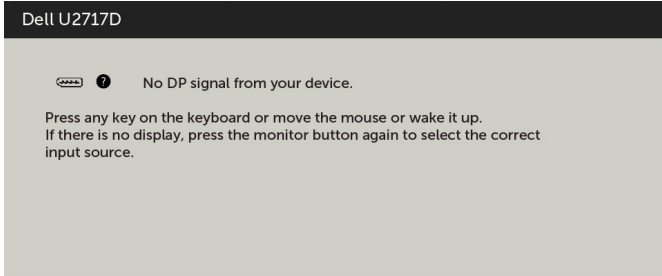 Dell U2717D
? No DP signal from your device.
Press any key on the keyboard or move the mouse or wake it up.
If there is no display, press the monitor button again to select the correct
input source.